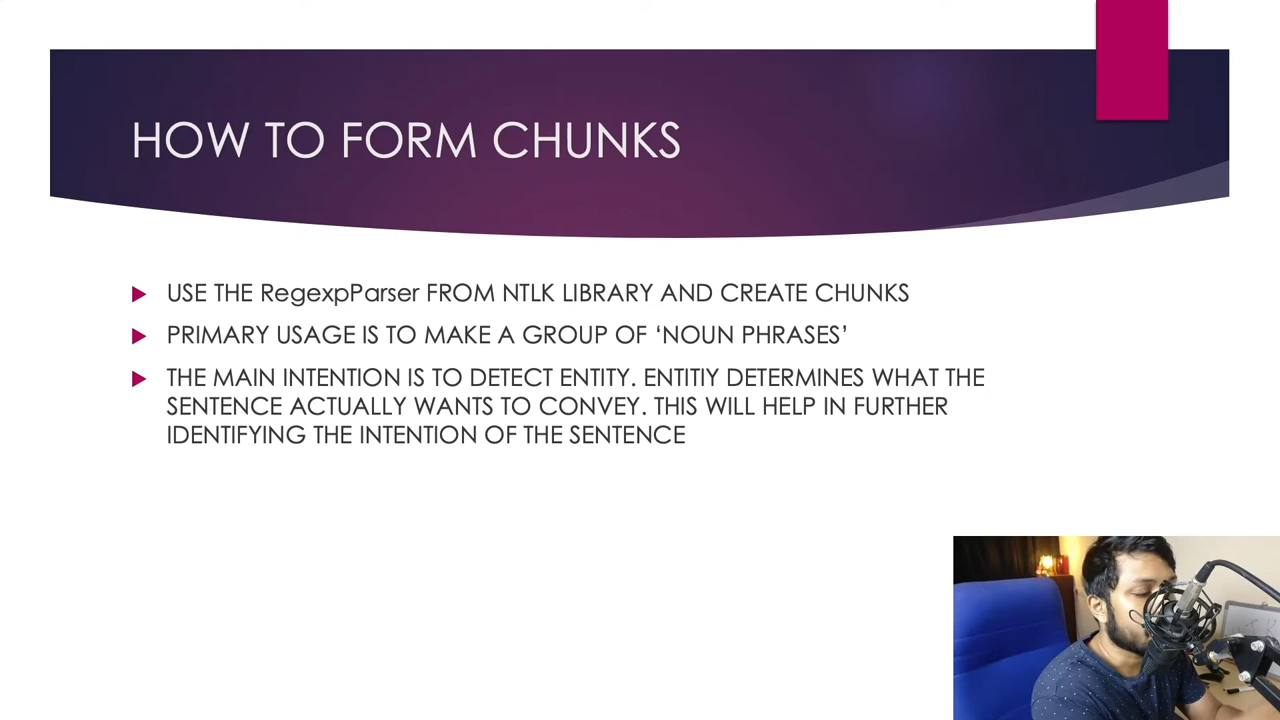 HOW TO FORM CHUNKS
USE THE RegexpParser FROM NTLK LIBRARY AND CREATE CHUNKS
PRIMARY USAGE IS TO MAKE A GROUP OF ‘NOUN PHRASES’
THE MAIN INTENTION IS TO DETECT ENTITY. ENTITIY DETERMINES WHAT THE
SENTENCE ACTUALLY WANTS TO CONVEY. THIS WILL HELP IN FURTHER
IDENTIFYING THE INTENTION OF THE SENTENCE